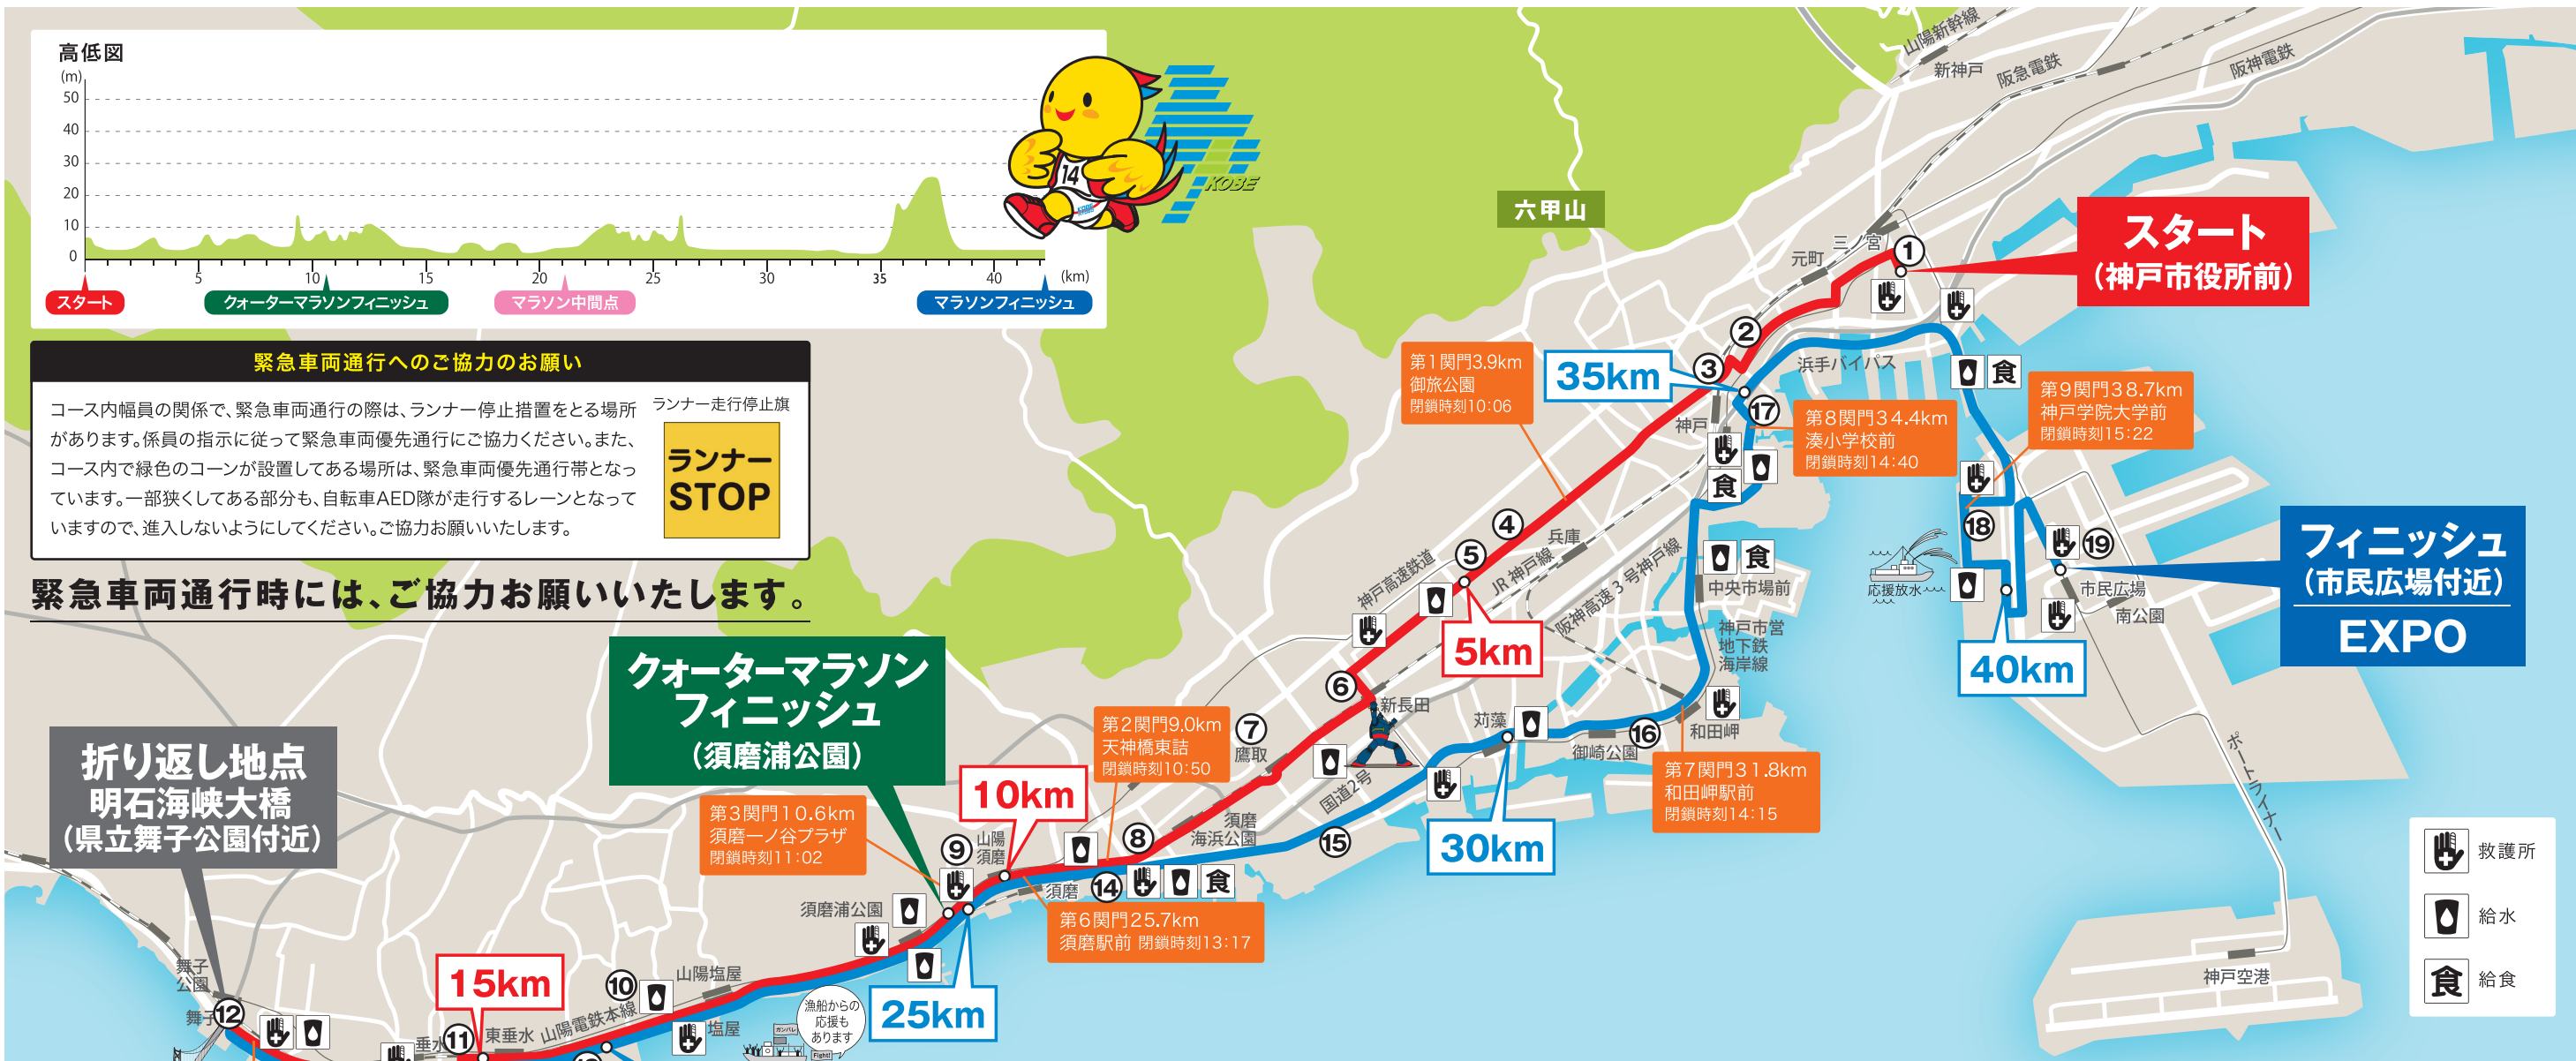 高低図
(m)
50
40
30
20
10
0
5
10
15
20
25
30
35
40
(km)
スタート
クォーターマラソンフィニッシュ
マラソン中間点
マラソンフィニッシュ
14
KOBE
緊急車両通行へのご協力のお願い
コース内幅員の関係で、緊急車両通行の際は、ランナー停止措置をとる場所
があります。係員の指示に従って緊急車両優先通行にご協力ください。また、
コース内で緑色のコーンが設置してある場所は、緊急車両優先通行帯となっ
ています。一部狭くしてある部分も、自転車AED隊が走行するレーンとなって
いますので、進入しないようにしてください。ご協力お願いいたします。
ランナー走行停止旗
ランナー
STOP
緊急車両通行時には、ご協力お願いいたします。
六甲山
山陽新幹線
新神戸
阪急電鉄
阪神電鉄
三ノ宮
元町
①
スタート
(神戸市役所前)
②
③
第1関門3.9km
御旅公園
閉鎖時刻10:06
35km
浜手バイパス
食
第9関門38.7km
神戸学院大学前
閉鎖時刻15:22
⑰
神戸
第8関門34.4km
湊小学校前
閉鎖時刻14:40
食
④
⑤
兵庫
神戸高速鉄道
JR神戸線
阪神高速3号神戸線
食
中央市場前
神戸市営
地下鉄
海岸線
応援放水
⑱
⑲
市民広場
南公園
フィニッシュ
(市民広場付近)
EXPO
40km
5km
⑥
新長田
⑦
鷹取
苅藻
御崎公園
⑯
和田岬
第7関門31.8km
和田岬駅前
閉鎖時刻14:15
国道2号
30km
⑮
ポートライナー
神戸空港
クォーターマラソン
フィニッシュ
(須磨浦公園)
第2関門9.0km
天神橋東詰
閉鎖時刻10:50
10km
第3関門10.6km
須磨一ノ谷プラザ
閉鎖時刻11:02
⑨
山陽
須磨
⑧
須磨
海浜公園
須磨
⑭
食
第6関門25.7km
須磨駅前 閉鎖時刻13:17
須磨浦公園
25km
折り返し地点
明石海峡大橋
(県立舞子公園付近)
舞子
公園
舞子
⑫
15km
⑩
山陽塩屋
山陽電鉄本線
塩屋
垂水
⑪
東垂水
漁船からの
応援も
あります
ガンバレ
Fight!
救護所
給水
食
給食